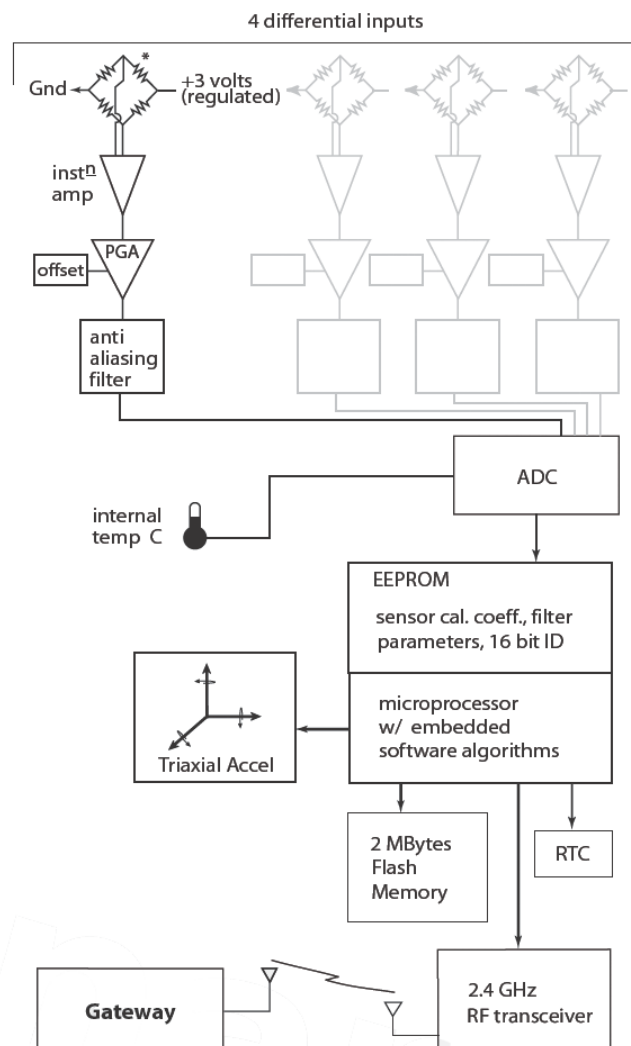 4 differential inputs
*
Gnd
+3 volts
(regulated)
instn
amp
PGA
offset
anti
aliasing
filter
ADC
internal
temp C
EEPROM
sensor cal. coeff., filter
parameters, 16 bit ID
microprocessor
w/ embedded
software algorithms
Triaxial Accel
2 MBytes
Flash
Memory
RTC
Gateway
2.4 GHz
RF transceiver